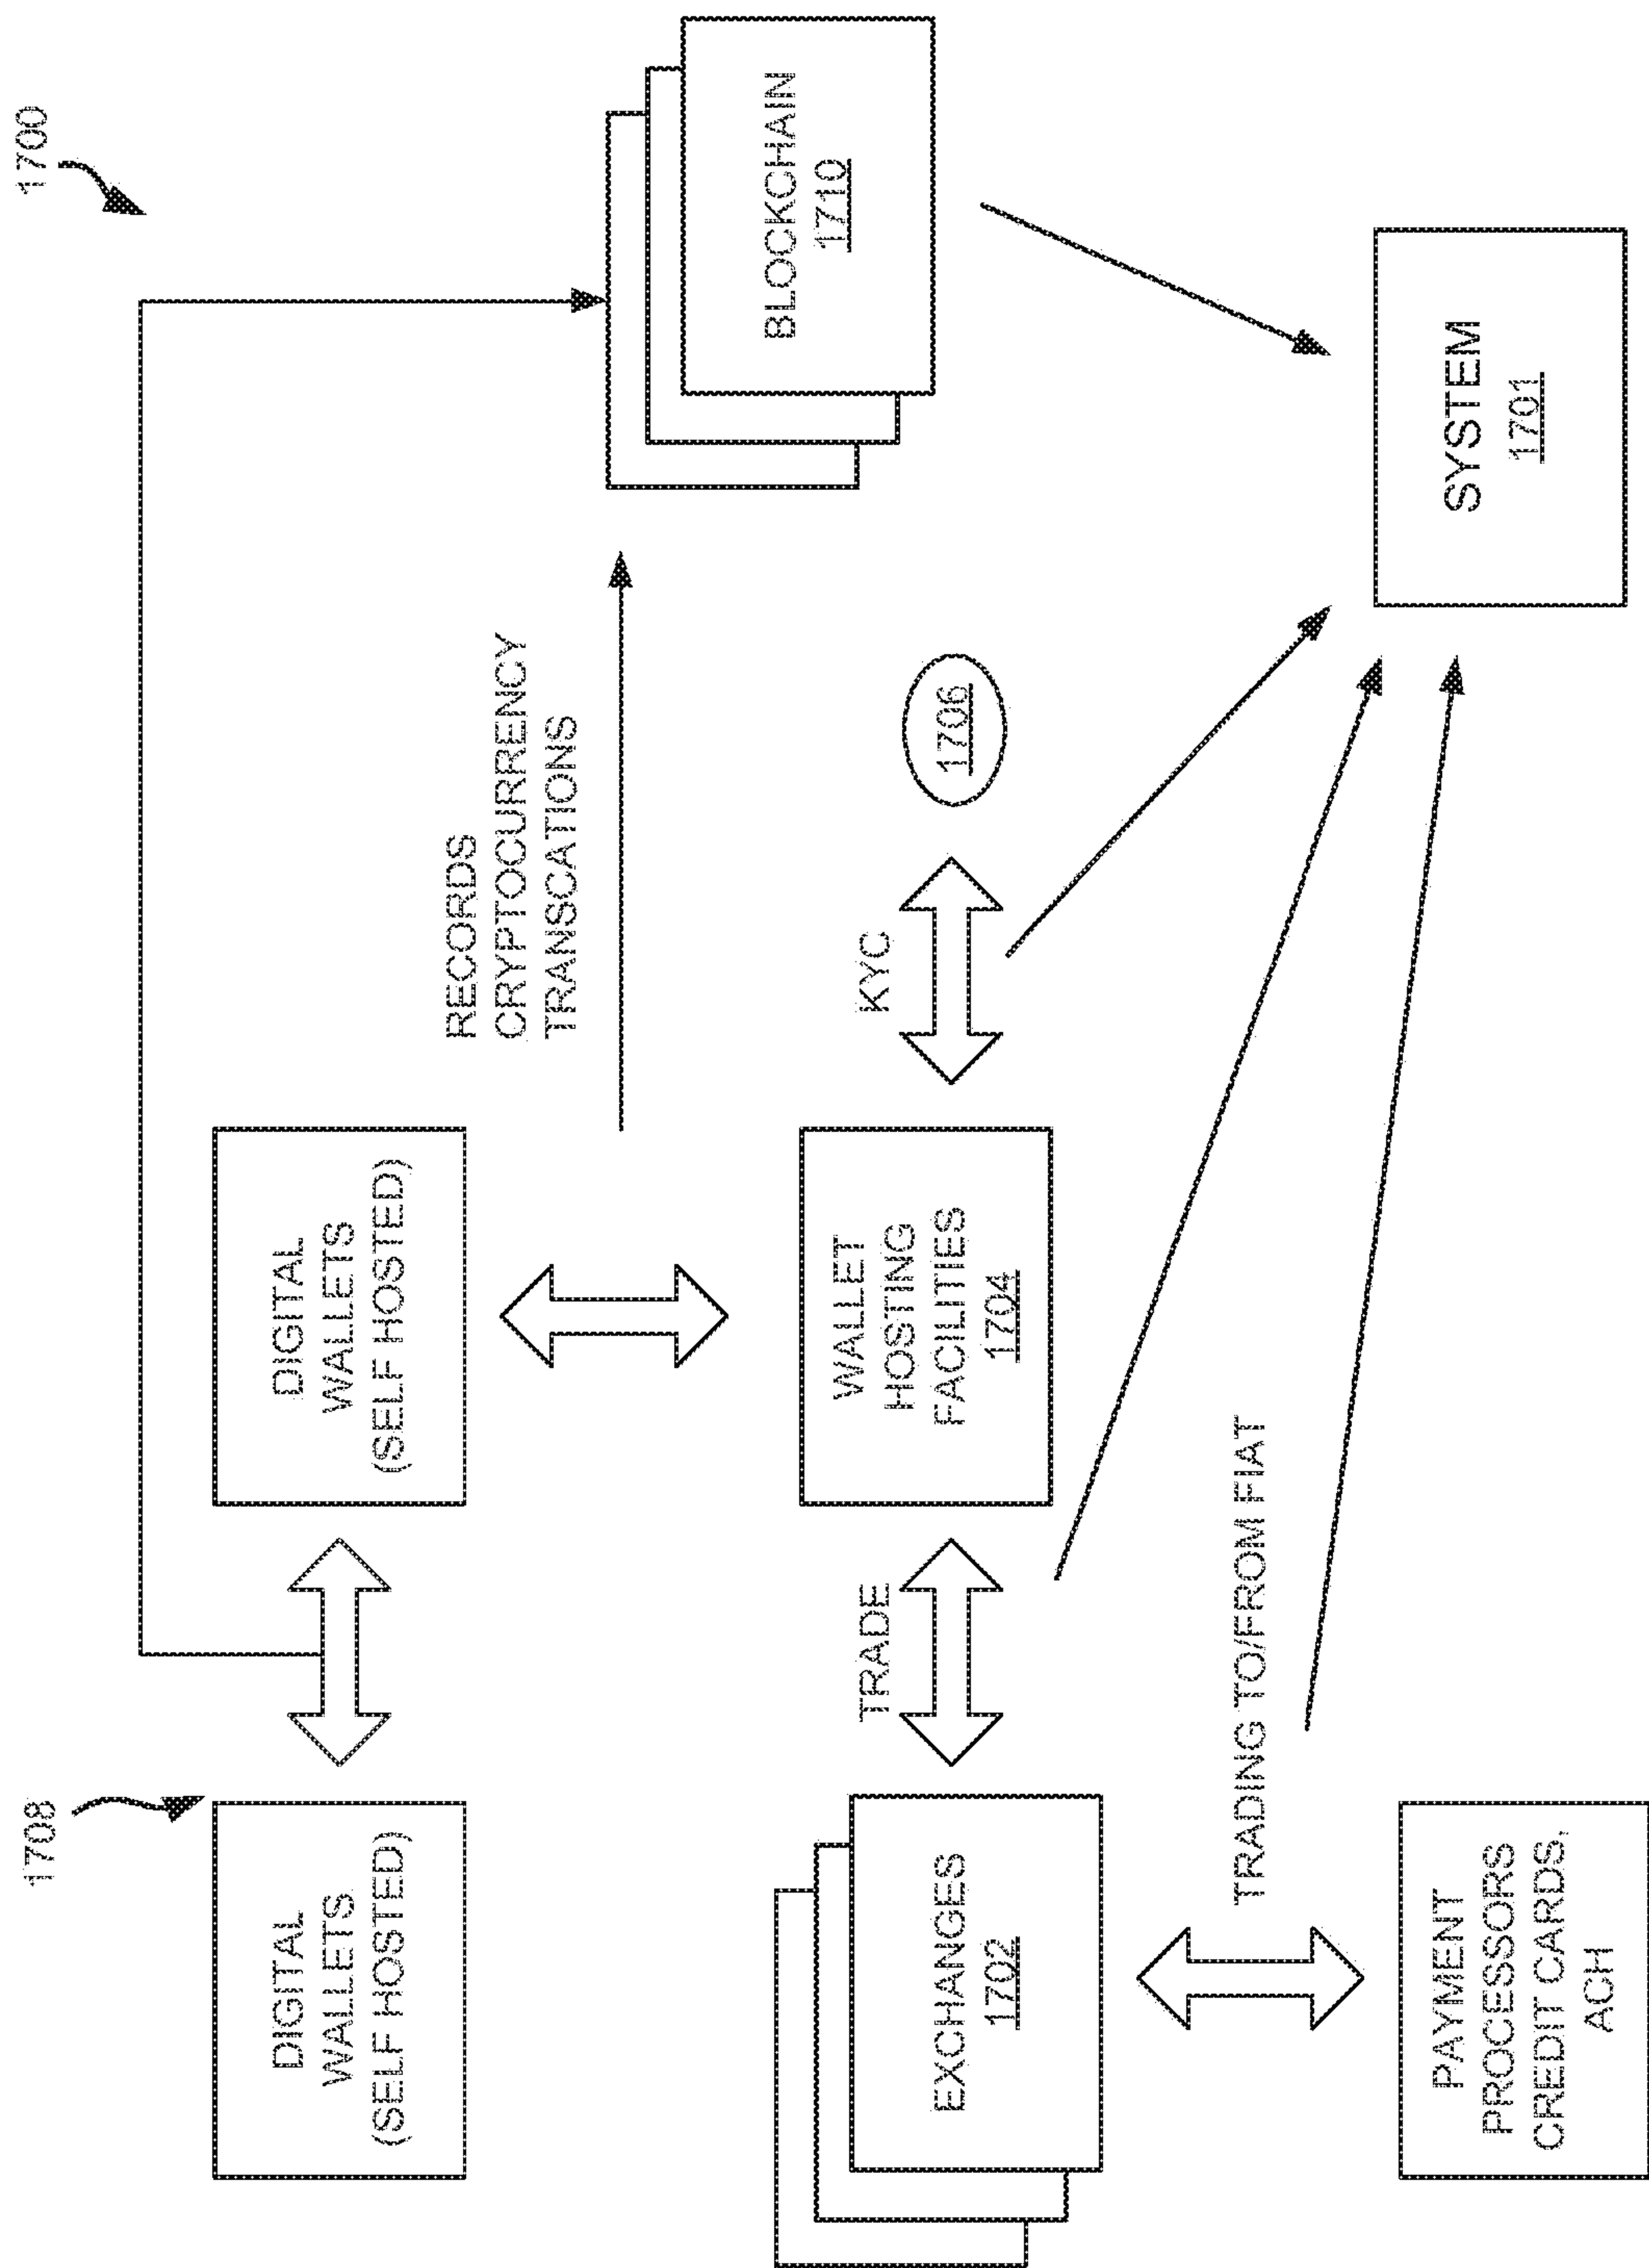 1700
1708
DIGITAL
WALLETS
(SELF HOSTED)
DIGITAL
WALLETS
(SELF HOSTED)
RECORDS
CRYPTOCURRENCY
TRANSCATIONS
BLOCKCHAIN
1710
EXCHANGES
1702
TRADE
WALLET
HOSTING
FACILITIES
1704
KYC
1706
TRADING TO/FROM FIAT
PAYMENT
PROCESSORS
CREDIT CARDS,
ACH
SYSTEM
1701